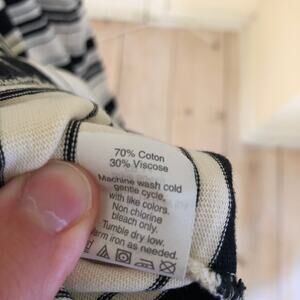 70% Coton
30% Viscose
Machine wash cold
gentle cycle,
with like colors.
Non chlorine
bleach only.
Tumble dry low.
arm iron as needed.